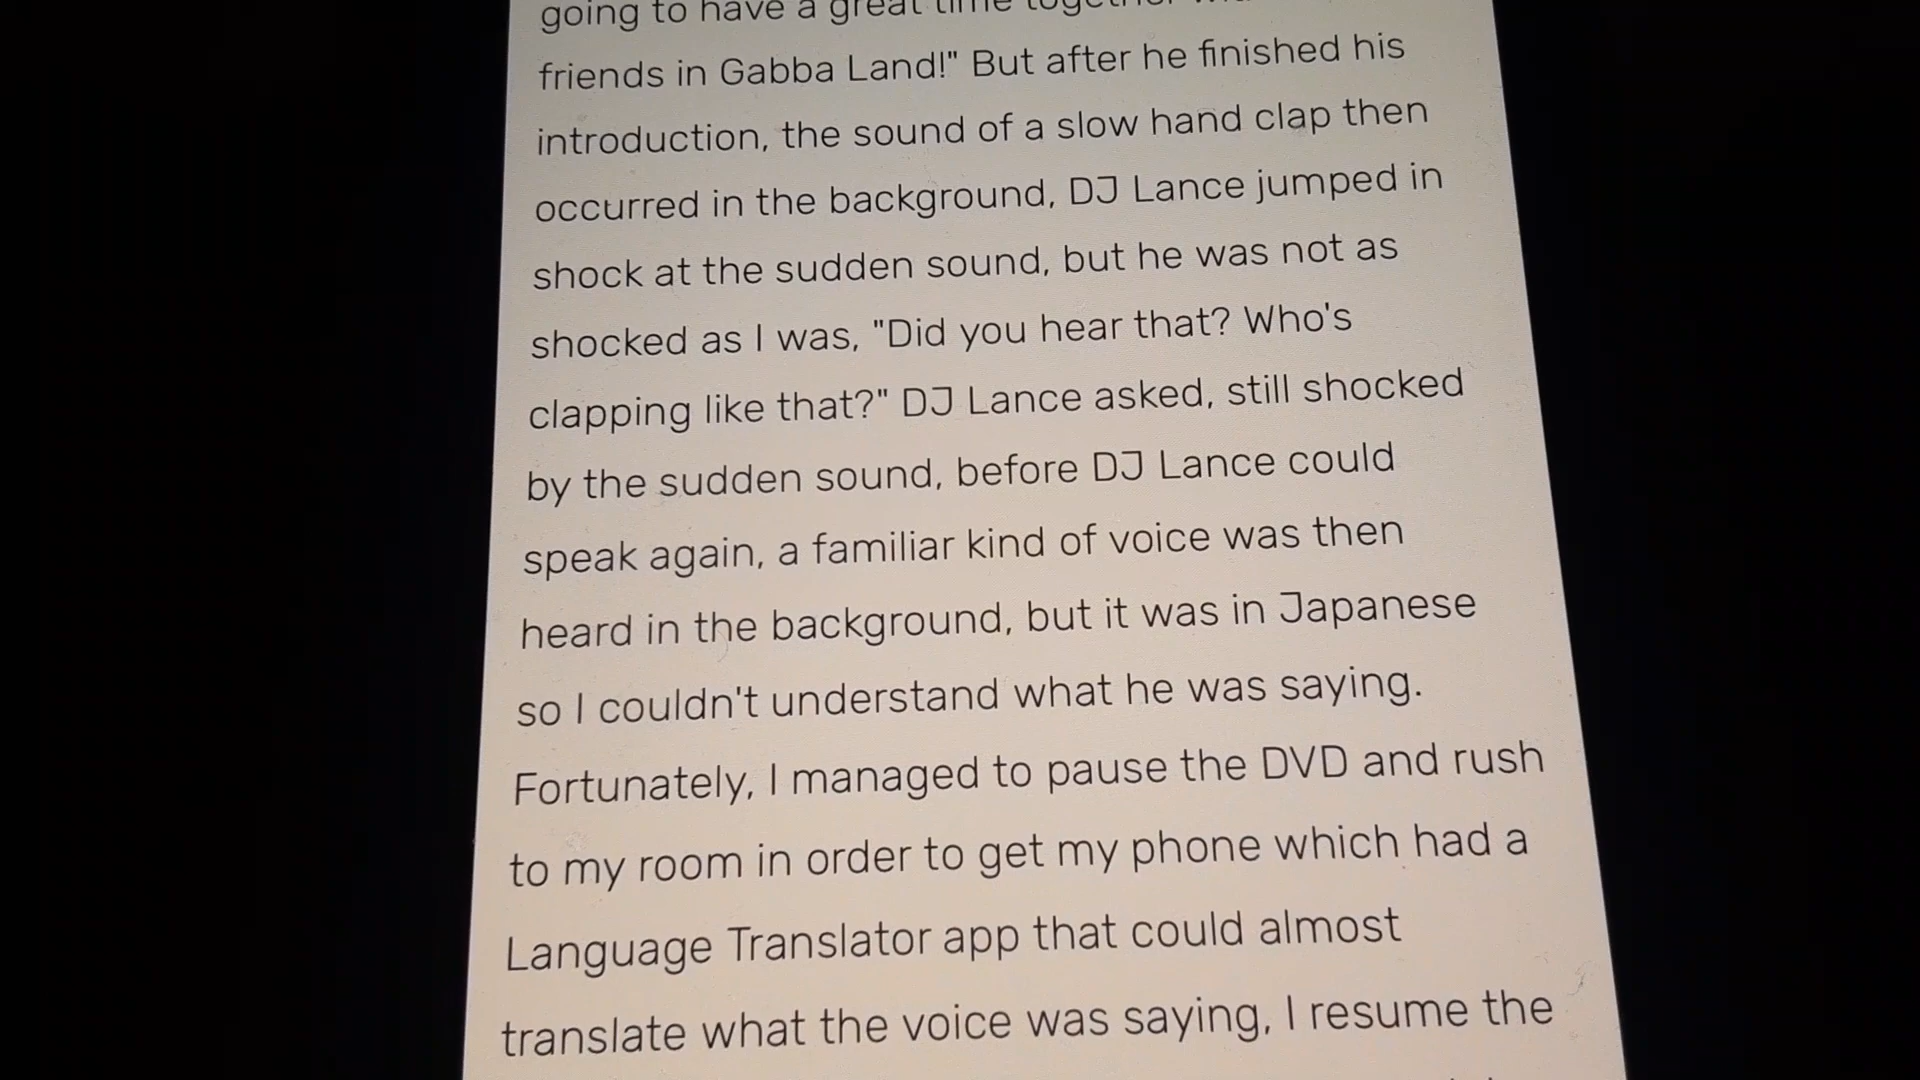 going to have a great time together
friends in Gabba Land!" But after he finished his
introduction, the sound of a slow hand clap then
occurred in the background, DJ Lance jumped in
shock at the sudden sound, but he was not as
shocked as I was, "Did you hear that? Who's
clapping like that?" DJ Lance asked, still shocked
by the sudden sound, before DJ Lance could
speak again, a familiar kind of voice was then
heard in the background, but it was in Japanese
so I couldn't understand what he was saying.
Fortunately, I managed to pause the DVD and rush
to my room in order to get my phone which had a
Language Translator app that could almost
translate what the voice was saying, I resume the